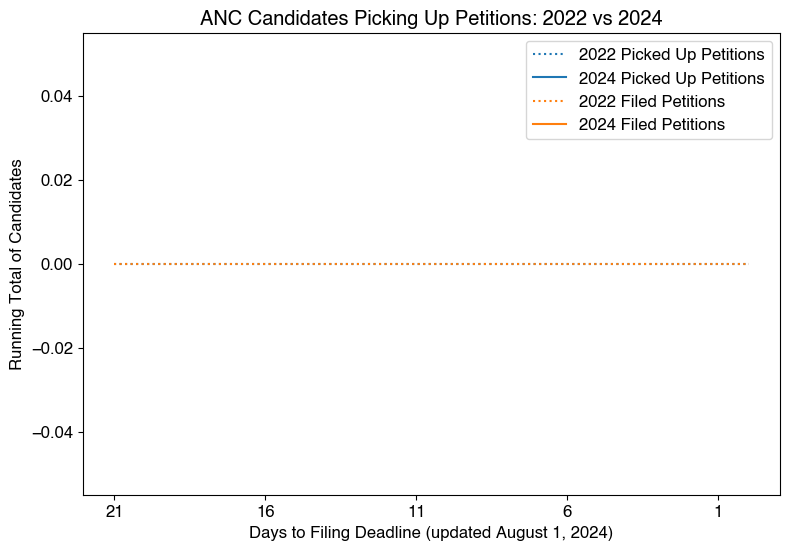 ANC Candidates Picking Up Petitions: 2022 vs 2024
2022 Picked Up Petitions
2024 Picked Up Petitions
2022 Filed Petitions
2024 Filed Petitions
Running Total of Candidates
0.04
0.02
0.00
−0.02
−0.04
21 16 11 6 1
Days to Filing Deadline (updated August 1, 2024)